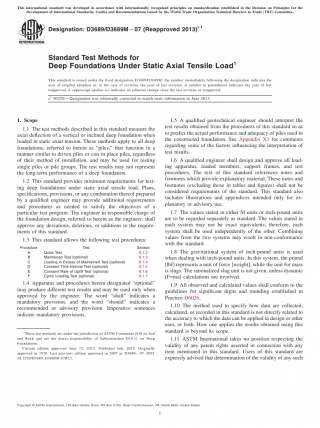 This international standard was developed in accordance with internationally recognized principles on standardization established in the Decision on Principles for the
Development of International Standards, Guides and Recommendations issued by the World Trade Organization Technical Barriers to Trade (TBT) Committee.
Designation: D3689/D3689M – 07 (Reapproved 2013)ε1
Standard Test Methods for
Deep Foundations Under Static Axial Tensile Load1
This standard is issued under the fixed designation D3689/D3689M; the number immediately following the designation indicates the
year of original adoption or, in the case of revision, the year of last revision. A number in parentheses indicates the year of last
reapproval. A superscript epsilon (ε) indicates an editorial change since the last revision or reapproval.
ε1 NOTE—Designation was editorially corrected to match units information in June 2013.
1. Scope
1.1 The test methods described in this standard measure the
axial deflection of a vertical or inclined deep foundation when
loaded in static axial tension. These methods apply to all deep
foundations, referred to herein as "piles," that function in a
manner similar to driven piles or cast in place piles, regardless
of their method of installation, and may be used for testing
single piles or pile groups. The test results may not represent
the long-term performance of a deep foundation.
1.2 This standard provides minimum requirements for test-
ing deep foundations under static axial tensile load. Plans,
specifications, provisions, or any combination thereof prepared
by a qualified engineer may provide additional requirements
and procedures as needed to satisfy the objectives of a
particular test program. The engineer in responsible charge of
the foundation design, referred to herein as the engineer, shall
approve any deviations, deletions, or additions to the require-
ments of this standard.
1.3 This standard allows the following test procedures:
Procedure Test Section
A Quick Test 8.1.2
B Maintained Test (optional) 8.1.3
C Loading in Excess of Maintained Test (optional) 8.1.4
D Constant Time Interval Test (optional) 8.1.5
E Constant Rate of Uplift Test (optional) 8.1.6
F Cyclic Loading Test (optional) 8.1.7
1.4 Apparatus and procedures herein designated "optional"
may produce different test results and may be used only when
approved by the engineer. The word "shall" indicates a
mandatory provision, and the word "should" indicates a
recommended or advisory provision. Imperative sentences
indicate mandatory provisions.
1 These test methods are under the jurisdiction of ASTM Committee D18 on Soil
and Rock and are the direct responsibility of Subcommittee D18.11 on Deep
Foundations.
Current edition approved June 15, 2013. Published July 2013. Originally
approved in 1978. Last previous edition approved in 2007 as D3689 – 07.
1.5 A qualified geotechnical engineer should interpret the
test results obtained from the procedures of this standard so as
to predict the actual performance and adequacy of piles used in
the constructed foundation. See Appendix X1 for comments
regarding some of the factors influencing the interpretation of
test results.
1.6 A qualified engineer shall design and approve all load-
ing apparatus, loaded members, support frames, and test
procedures. The text of this standard references notes and
footnotes which provide explanatory material. These notes and
footnotes (excluding those in tables and figures) shall not be
considered requirements of the standard. This standard also
includes illustrations and appendices intended only for ex-
planatory or advisory use.
1.7 The values stated in either SI units or inch-pound units
are to be regarded separately as standard. The values stated in
each system may not be exact equivalents; therefore, each
system shall be used independently of the other. Combining
values from the two systems may result in non-conformance
with the standard.
1.8 The gravitational system of inch-pound units is used
when dealing with inch-pound units. In this system, the pound
[lbf] represents a unit of force [weight], while the unit for mass
is slugs. The rationalized slug unit is not given, unless dynamic
[F=ma] calculations are involved.
1.9 All observed and calculated values shall conform to the
guidelines for significant digits and rounding established in
Practice D6026.
1.10 The method used to specify how data are collected,
calculated, or recorded in this standard is not directly related to
the accuracy to which the data can be applied in design or other
uses, or both. How one applies the results obtained using this
standard is beyond its scope.
1.11 ASTM International takes no position respecting the
validity of any patent rights asserted in connection with any
item mentioned in this standard. Users of this standard are
expressly advised that determination of the validity of any such
Copyright © ASTM International, 100 Barr Harbor Drive, PO Box C700, West Conshohocken, PA 19428-2959. United States
1